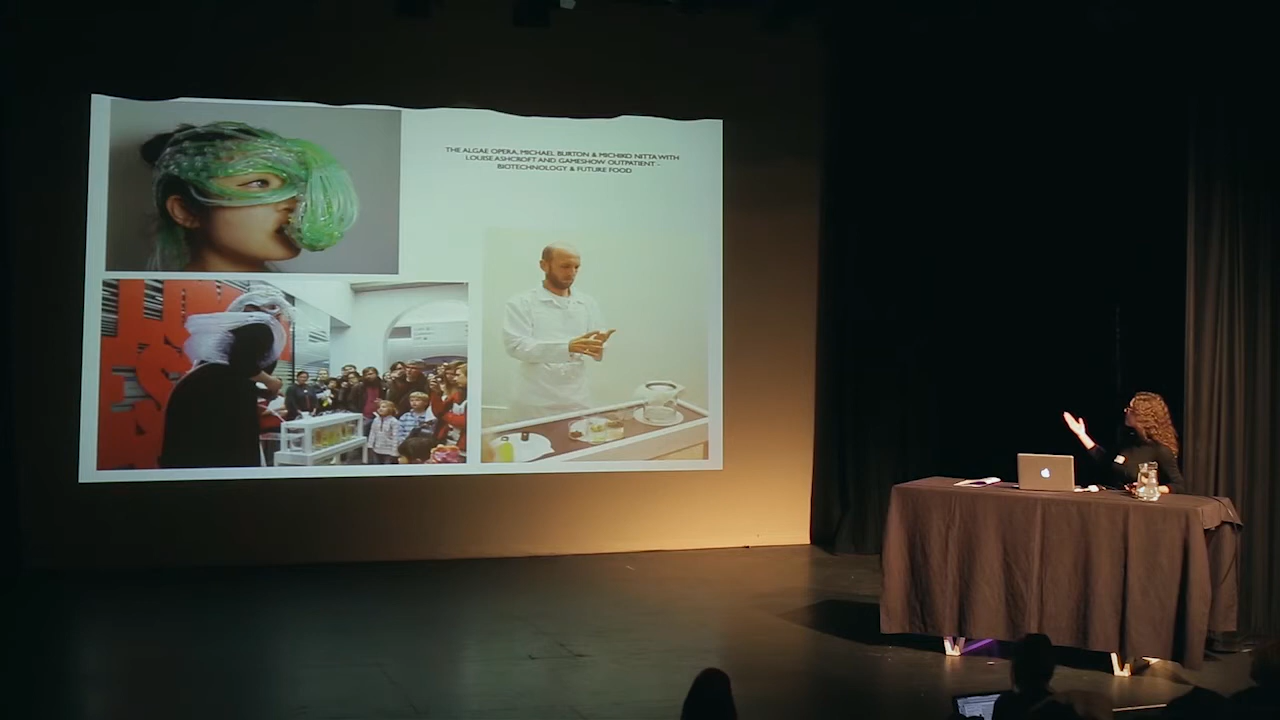 THE ALGAE OPERA, MICHAEL BURTON & MICHIKO NITTA WITH
LOUISE ASHCROFT AND GAMESHOW OUTPATIENT -
BIOTECHNOLOGY & FUTURE FOOD